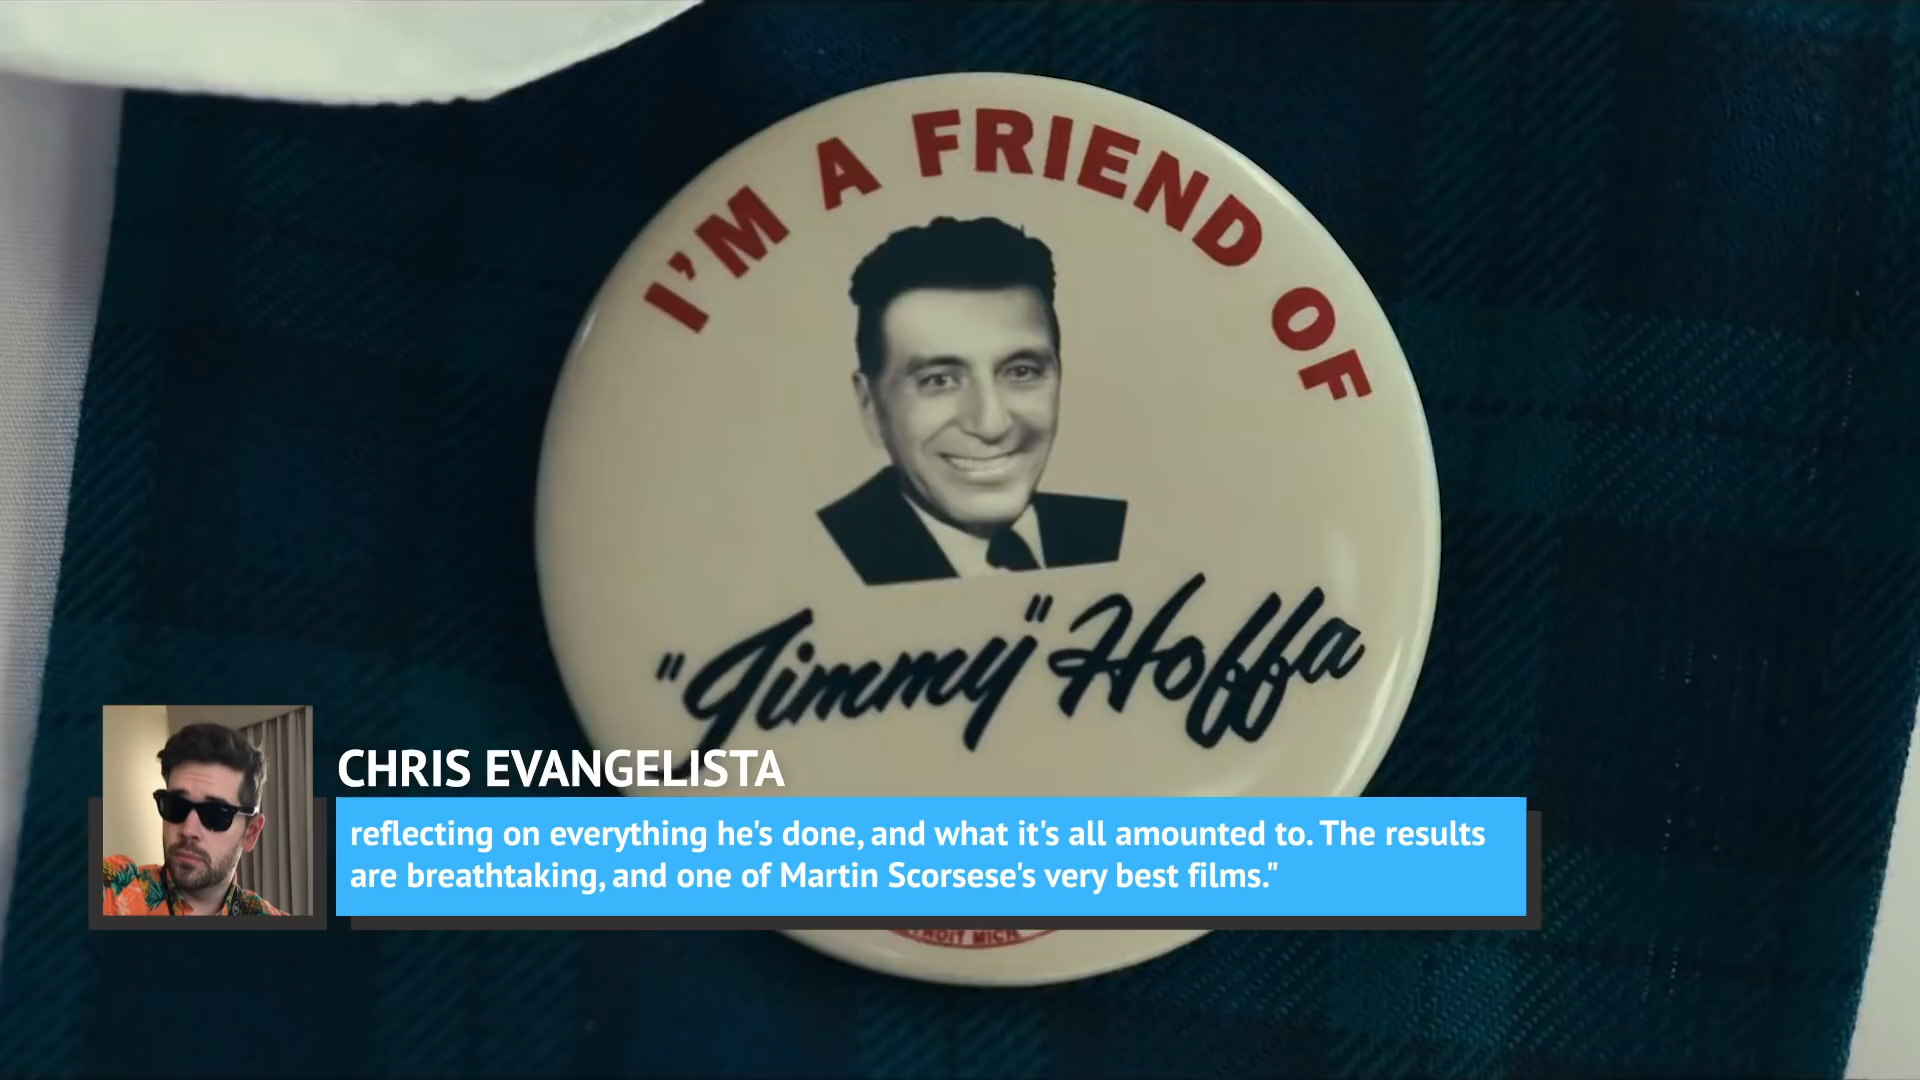 I'M A FRIEND OF
"Jimmy" Hoffa
CHRIS EVANGELISTA
reflecting on everything he's done, and what it's all amounted to. The results
are breathtaking, and one of Martin Scorsese's very best films."
MICH.